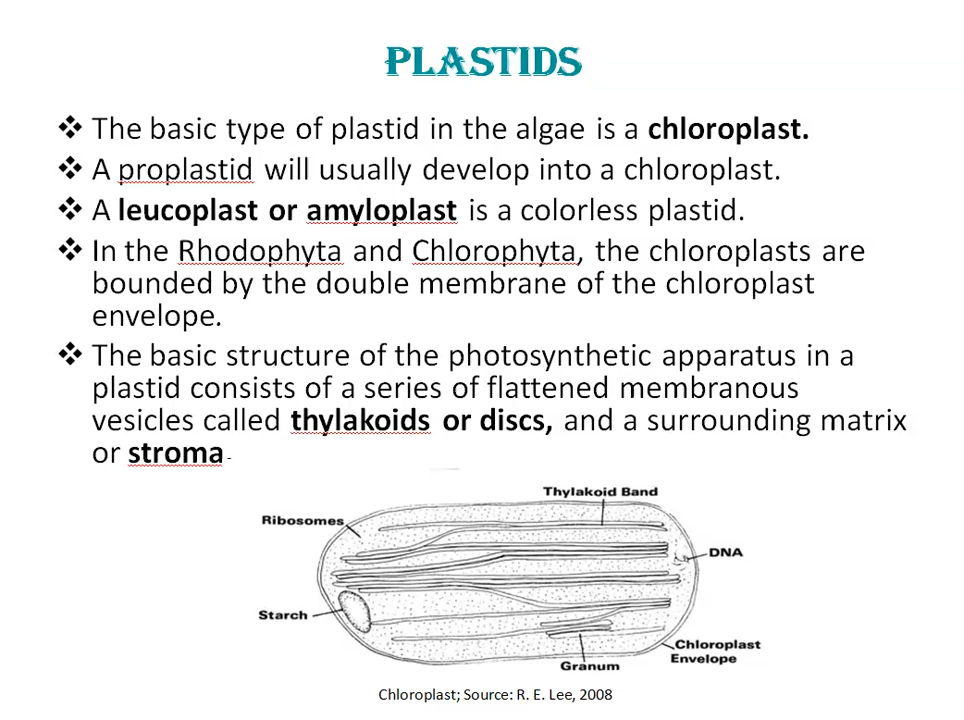 PLASTIDS
❖ The basic type of plastid in the algae is a chloroplast.
❖ A proplastid will usually develop into a chloroplast.
❖ A leucoplast or amyloplast is a colorless plastid.
❖ In the Rhodophyta and Chlorophyta, the chloroplasts are
bounded by the double membrane of the chloroplast
envelope.
❖ The basic structure of the photosynthetic apparatus in a
plastid consists of a series of flattened membranous
vesicles called thylakoids or discs, and a surrounding matrix
or stroma -
Thylakoid Band
Ribosomes
DNA
Starch
Chloroplast
Envelope
Granum
Chloroplast; Source: R. E. Lee, 2008